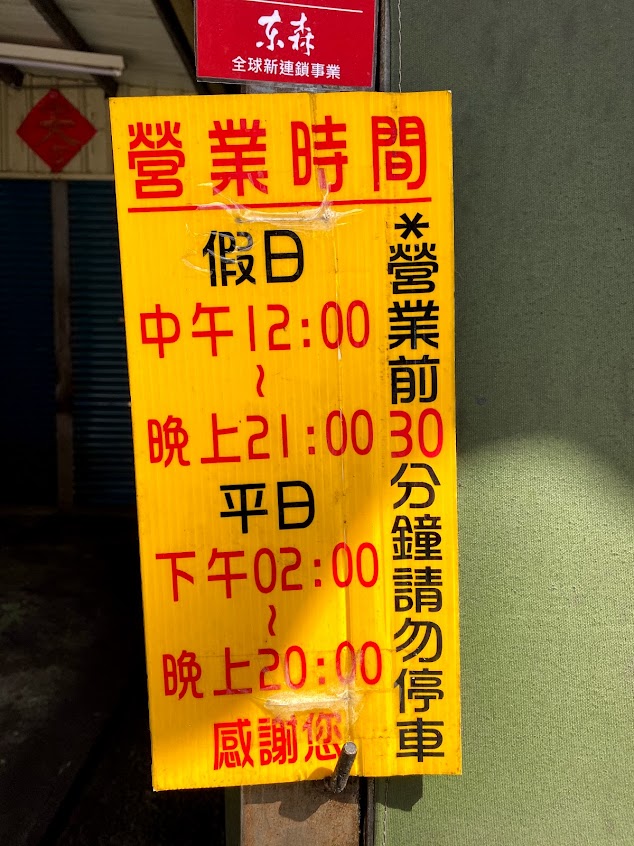 东森
全球新連鎖事業
營業時間
假日
中午12:00
~
晚上21:00
平日
下午02:00
~
晚上20:00
感謝您
*營業前30分鐘請勿停車